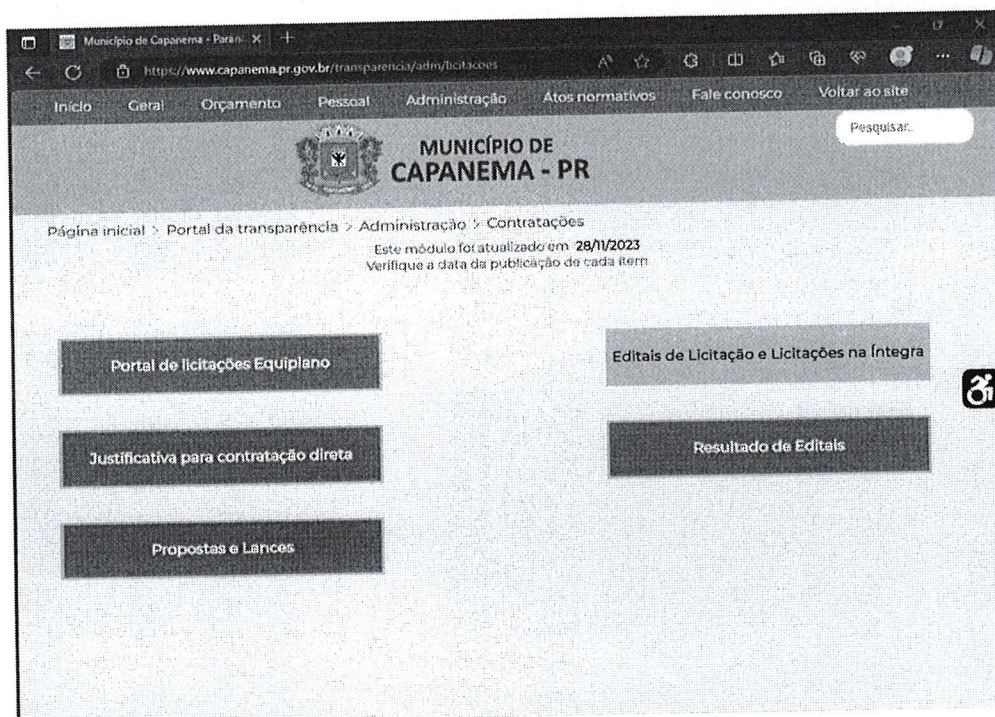 Município de Capanema - Paran
https://www.capanema.pr.gov.br/transparencia/adm/licitacoes
Início Geral Orçamento Pessoal Administração Atos normativos Fale conosco Voltar ao site
Pesquisar..
MUNICÍPIO DE
CAPANEMA - PR
Página inicial > Portal da transparência > Administração > Contratações
Este módulo foi atualizado em 28/11/2023
Verifique a data da publicação de cada item
Portal de licitações Equiplano
Editais de Licitação e Licitações na Íntegra
Justificativa para contratação direta
Resultado de Editais
Propostas e Lances